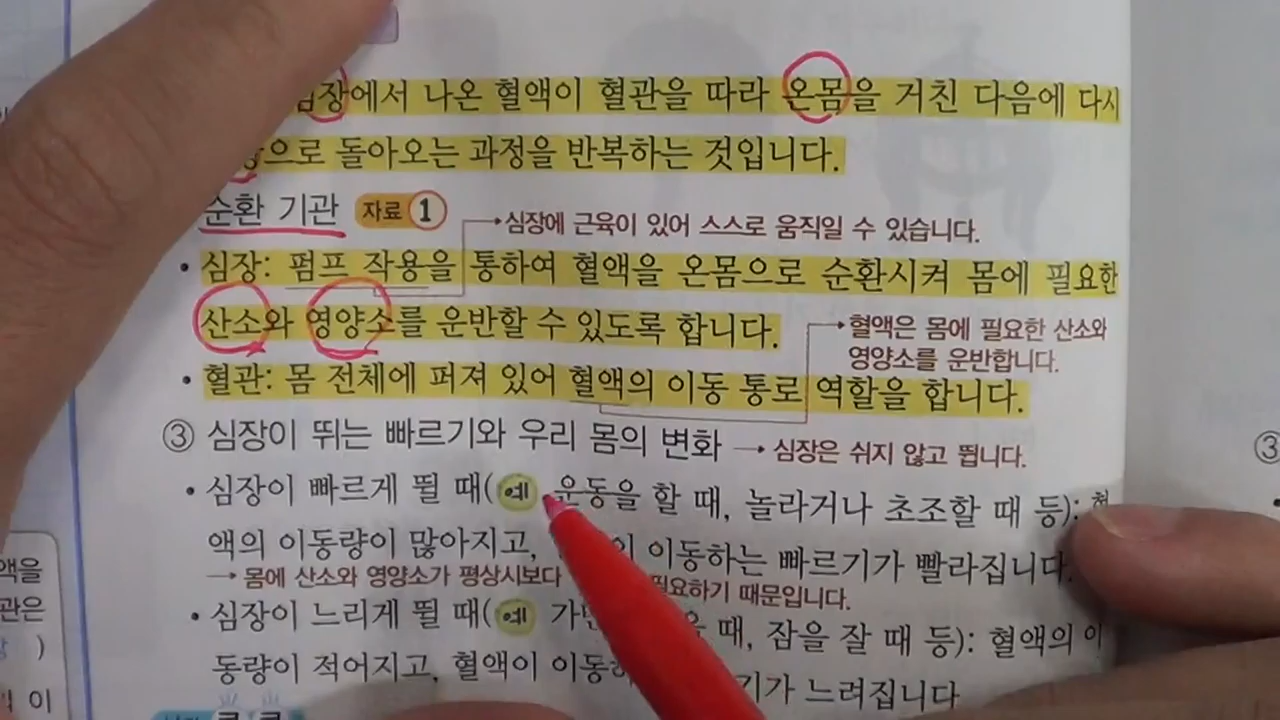 장에서 나온 혈액이 혈관을 따라 온몸을 거친 다음에 다시
으로 돌아오는 과정을 반복하는 것입니다.
순환 기관 자료 1
→심장에 근육이 있어 스스로 움직일 수 있습니다.
• 심장: 펌프 작용을 통하여 혈액을 온몸으로 순환시켜 몸에 필요한
산소와 영양소를 운반할 수 있도록 합니다.
→혈액은 몸에 필요한 산소와
영양소를 운반합니다.
• 혈관: 몸 전체에 퍼져 있어 혈액의 이동 통로 역할을 합니다.
③ 심장이 뛰는 빠르기와 우리 몸의 변화 → 심장은 쉬지 않고 뜁니다.
• 심장이 빠르게 뛸 때(예 운동을 할 때, 놀라거나 초조할 때 등):
액의 이동량이 많아지고, 이동하는 빠르기가 빨라집니다.
→ 몸에 산소와 영양소가 평상시보다 필요하기 때문입니다.
• 심장이 느리게 뛸 때(예 때, 잠을 잘 때 등): 혈액의 이
동량이 적어지고, 혈액이 느려집니다
액을
관은
)
이
③